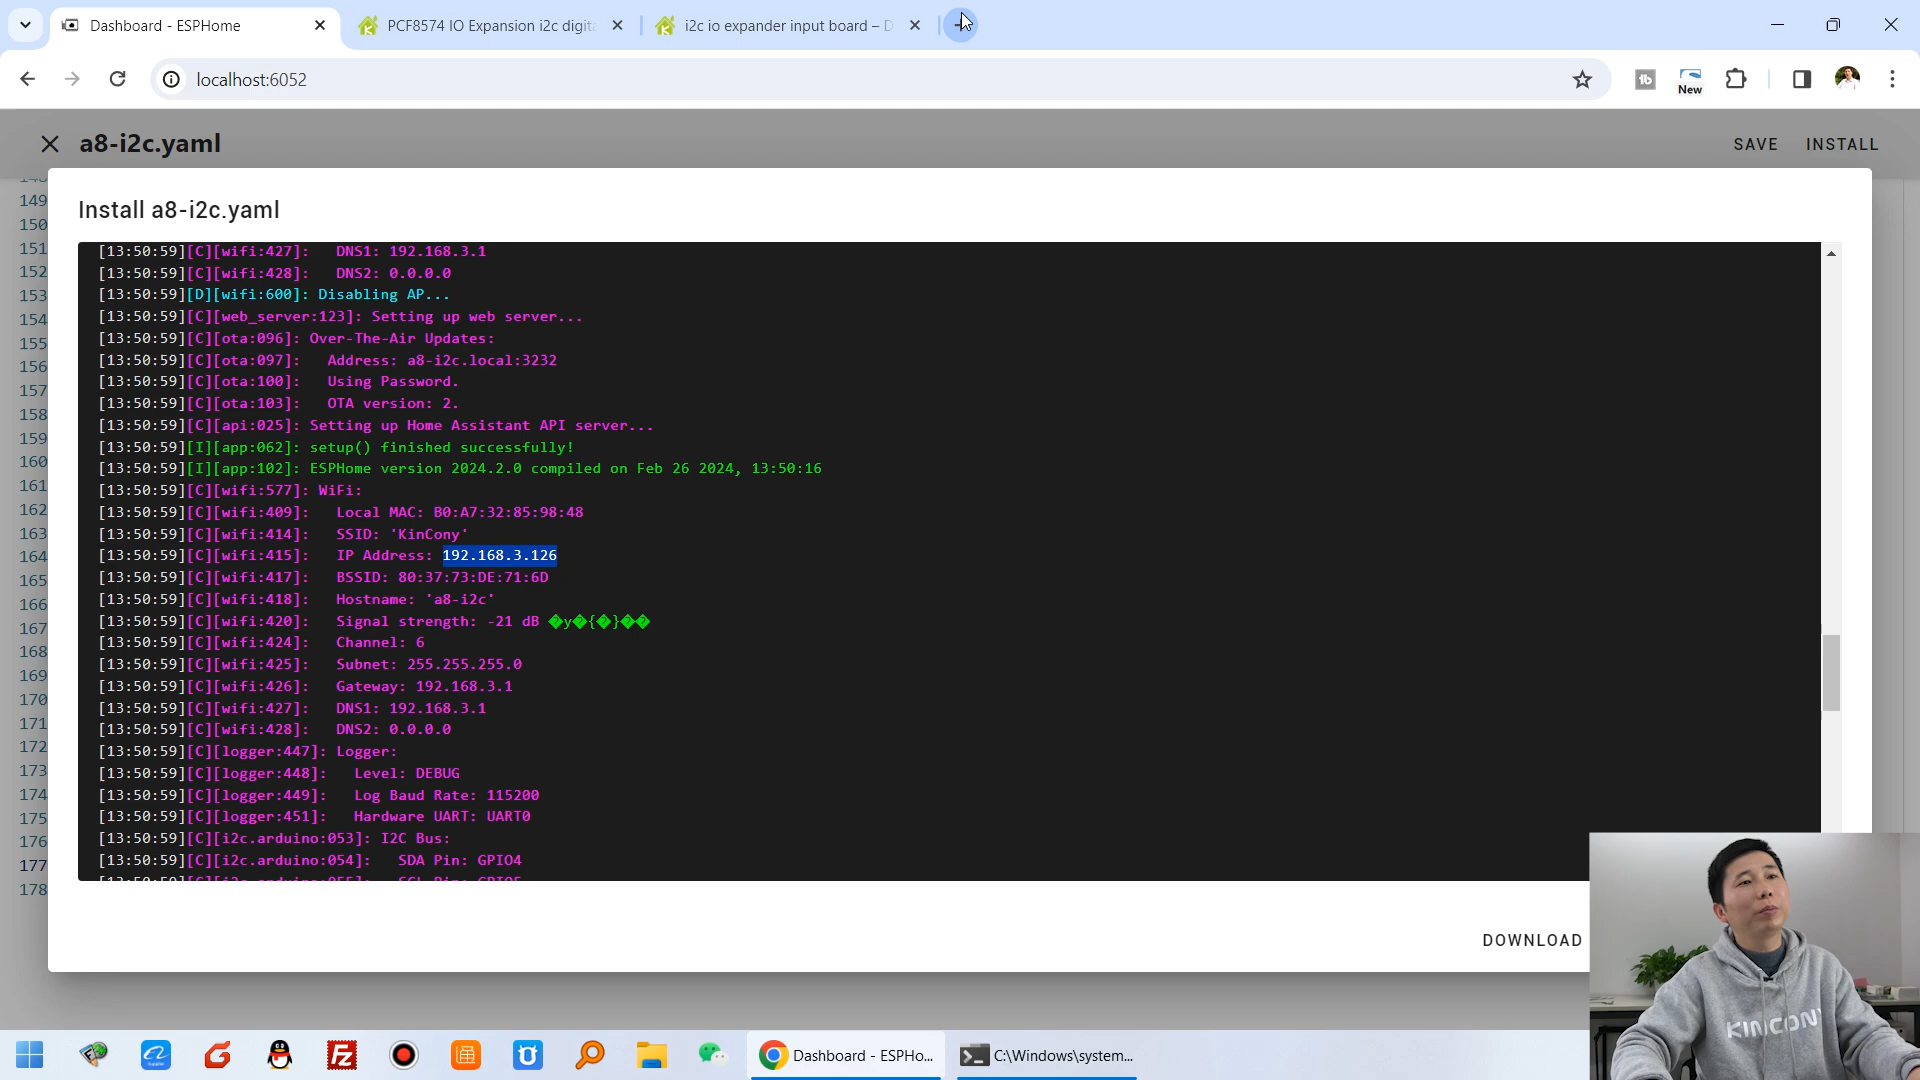 Dashboard - ESPHome
PCF8574 IO Expansion i2c digita
i2c io expander input board – D
localhost:6052
New
a8-i2c.yaml
SAVE
INSTALL
Install a8-i2c.yaml
149
150
151
152
153
154
155
156
157
158
159
160
161
162
163
164
165
166
167
168
169
170
171
172
173
174
175
176
177
178
[13:50:59][C][wifi:427]: DNS1: 192.168.3.1
[13:50:59][C][wifi:428]: DNS2: 0.0.0.0
[13:50:59][D][wifi:600]: Disabling AP...
[13:50:59][C][web_server:123]: Setting up web server...
[13:50:59][C][ota:096]: Over-The-Air Updates:
[13:50:59][C][ota:097]: Address: a8-i2c.local:3232
[13:50:59][C][ota:100]: Using Password.
[13:50:59][C][ota:103]: OTA version: 2.
[13:50:59][C][api:025]: Setting up Home Assistant API server...
[13:50:59][I][app:062]: setup() finished successfully!
[13:50:59][I][app:102]: ESPHome version 2024.2.0 compiled on Feb 26 2024, 13:50:16
[13:50:59][C][wifi:577]: WiFi:
[13:50:59][C][wifi:409]: Local MAC: B0:A7:32:85:98:48
[13:50:59][C][wifi:414]: SSID: 'KinCony'
[13:50:59][C][wifi:415]: IP Address: 192.168.3.126
[13:50:59][C][wifi:417]: BSSID: 80:37:73:DE:71:6D
[13:50:59][C][wifi:418]: Hostname: 'a8-i2c'
[13:50:59][C][wifi:420]: Signal strength: -21 dB �y�{�}��
[13:50:59][C][wifi:424]: Channel: 6
[13:50:59][C][wifi:425]: Subnet: 255.255.255.0
[13:50:59][C][wifi:426]: Gateway: 192.168.3.1
[13:50:59][C][wifi:427]: DNS1: 192.168.3.1
[13:50:59][C][wifi:428]: DNS2: 0.0.0.0
[13:50:59][C][logger:447]: Logger:
[13:50:59][C][logger:448]: Level: DEBUG
[13:50:59][C][logger:449]: Log Baud Rate: 115200
[13:50:59][C][logger:451]: Hardware UART: UART0
[13:50:59][C][i2c.arduino:053]: I2C Bus:
[13:50:59][C][i2c.arduino:054]: SDA Pin: GPIO4
DOWNLOAD
KINCONY
Dashboard - ESPHo...
C:\Windows\system...